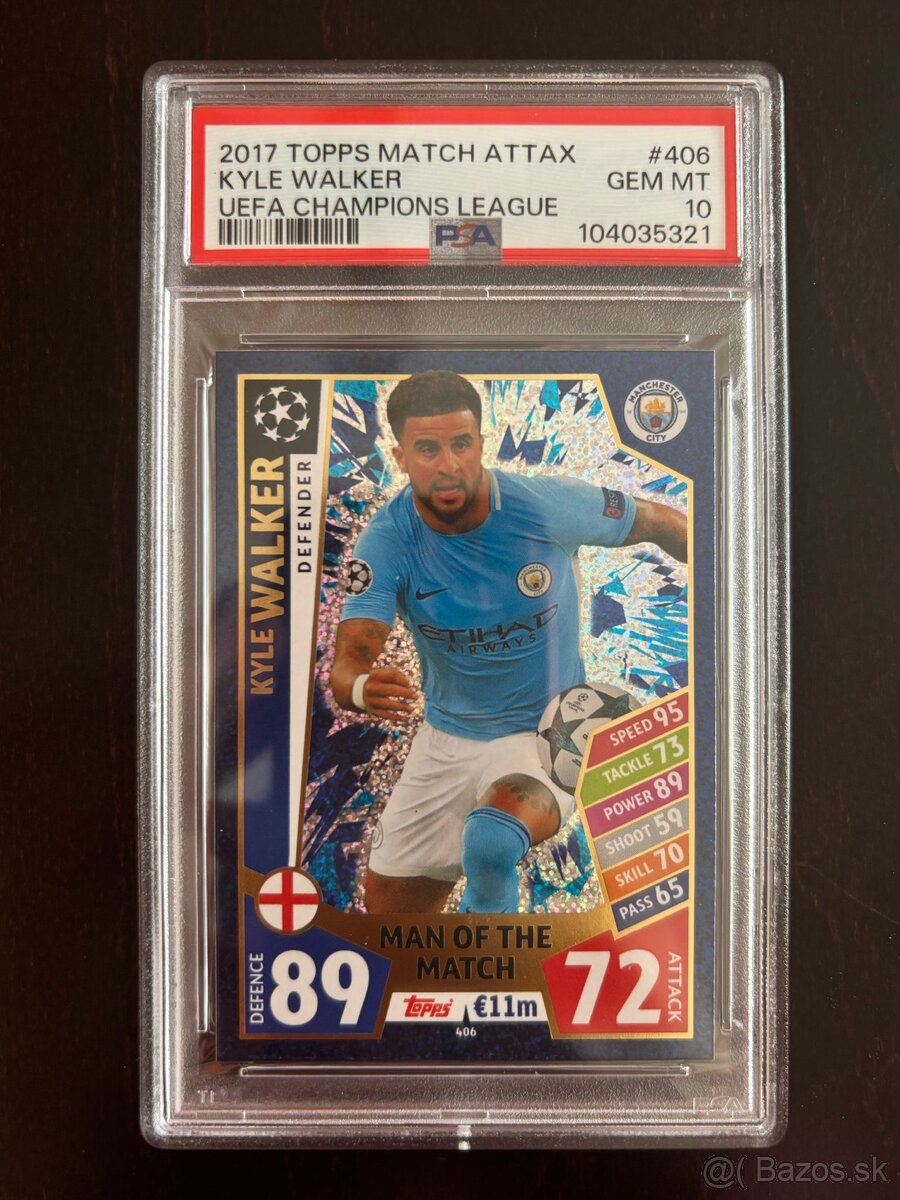 2017 TOPPS MATCH ATTAX #406
KYLE WALKER GEM MT
UEFA CHAMPIONS LEAGUE 10
PSA 104035321
MANCHESTER
CITY
KYLE WALKER
DEFENDER
ETIHAD
AIRWAYS
SPEED 95
TACKLE 73
POWER 89
SHOOT 59
SKILL 70
PASS 65
MAN OF THE
MATCH
DEFENCE
89
72
ATTACK
topps €11m
406
PSA
@( Bazos.sk